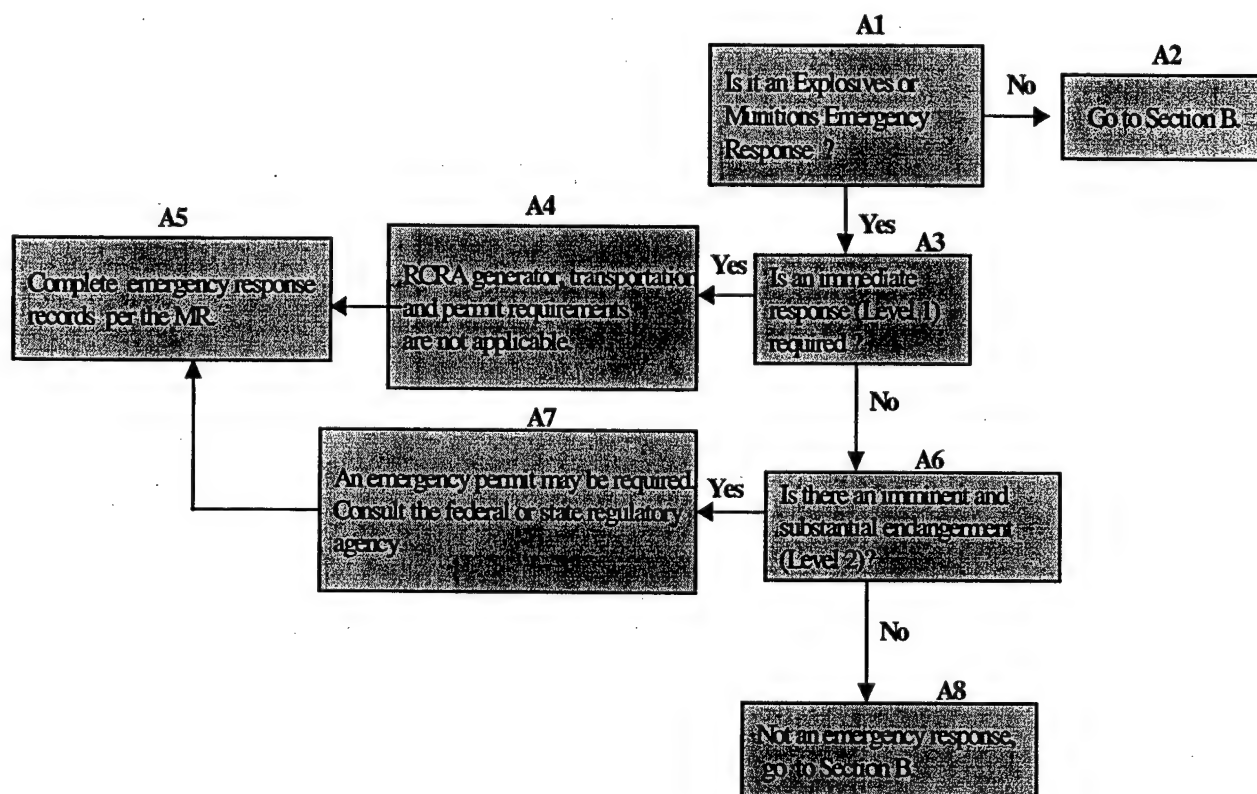 A1
Is it an Explosives or
Munitions Emergency
Response ?
No
A2
Go to Section B.
Yes
A3
Is an immediate
response (Level 1)
required ?
Yes
A4
RCRA generator, transportation
and permit requirements
are not applicable.
A5
Complete emergency response
records per the MR.
No
A6
Is there an imminent and
substantial endangerment
(Level 2)?
Yes
A7
An emergency permit may be required.
Consult the federal or state regulatory
agency
No
A8
Not an emergency response,
go to Section B.